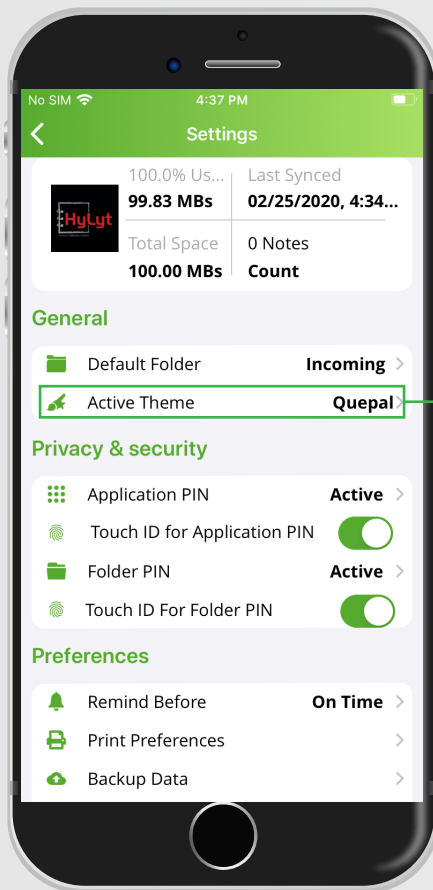 No SIM 4:37 PM
Settings
HyLyt
100.0% Us... Last Synced
99.83 MBs 02/25/2020, 4:34...
Total Space 0 Notes
100.00 MBs Count
General
Default Folder Incoming
Active Theme Quepal
Privacy & security
Application PIN Active
Touch ID for Application PIN
Folder PIN Active
Touch ID For Folder PIN
Preferences
Remind Before On Time
Print Preferences
Backup Data